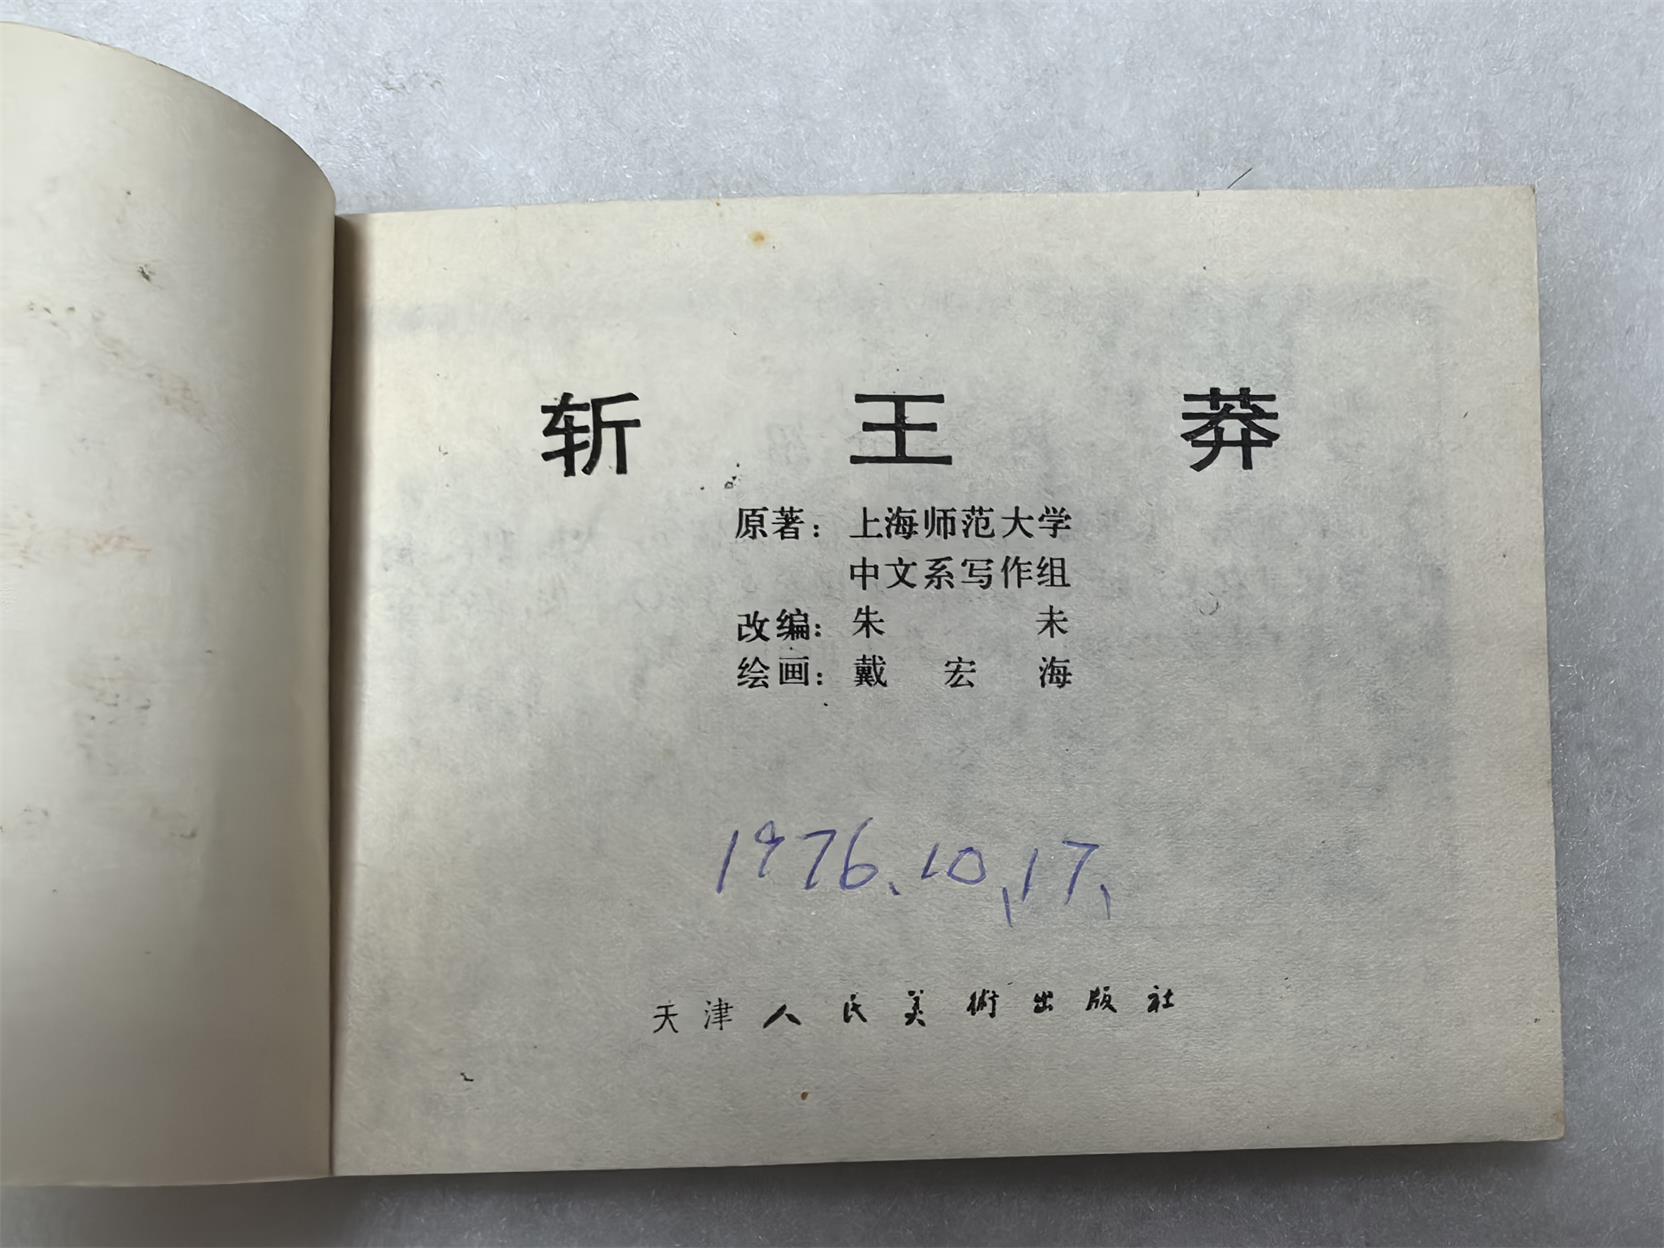 斩王莽
原著：上海师范大学
中文系写作组
改编：朱未
绘画：戴宏海
1976.10.17.
天津人民美術出版社